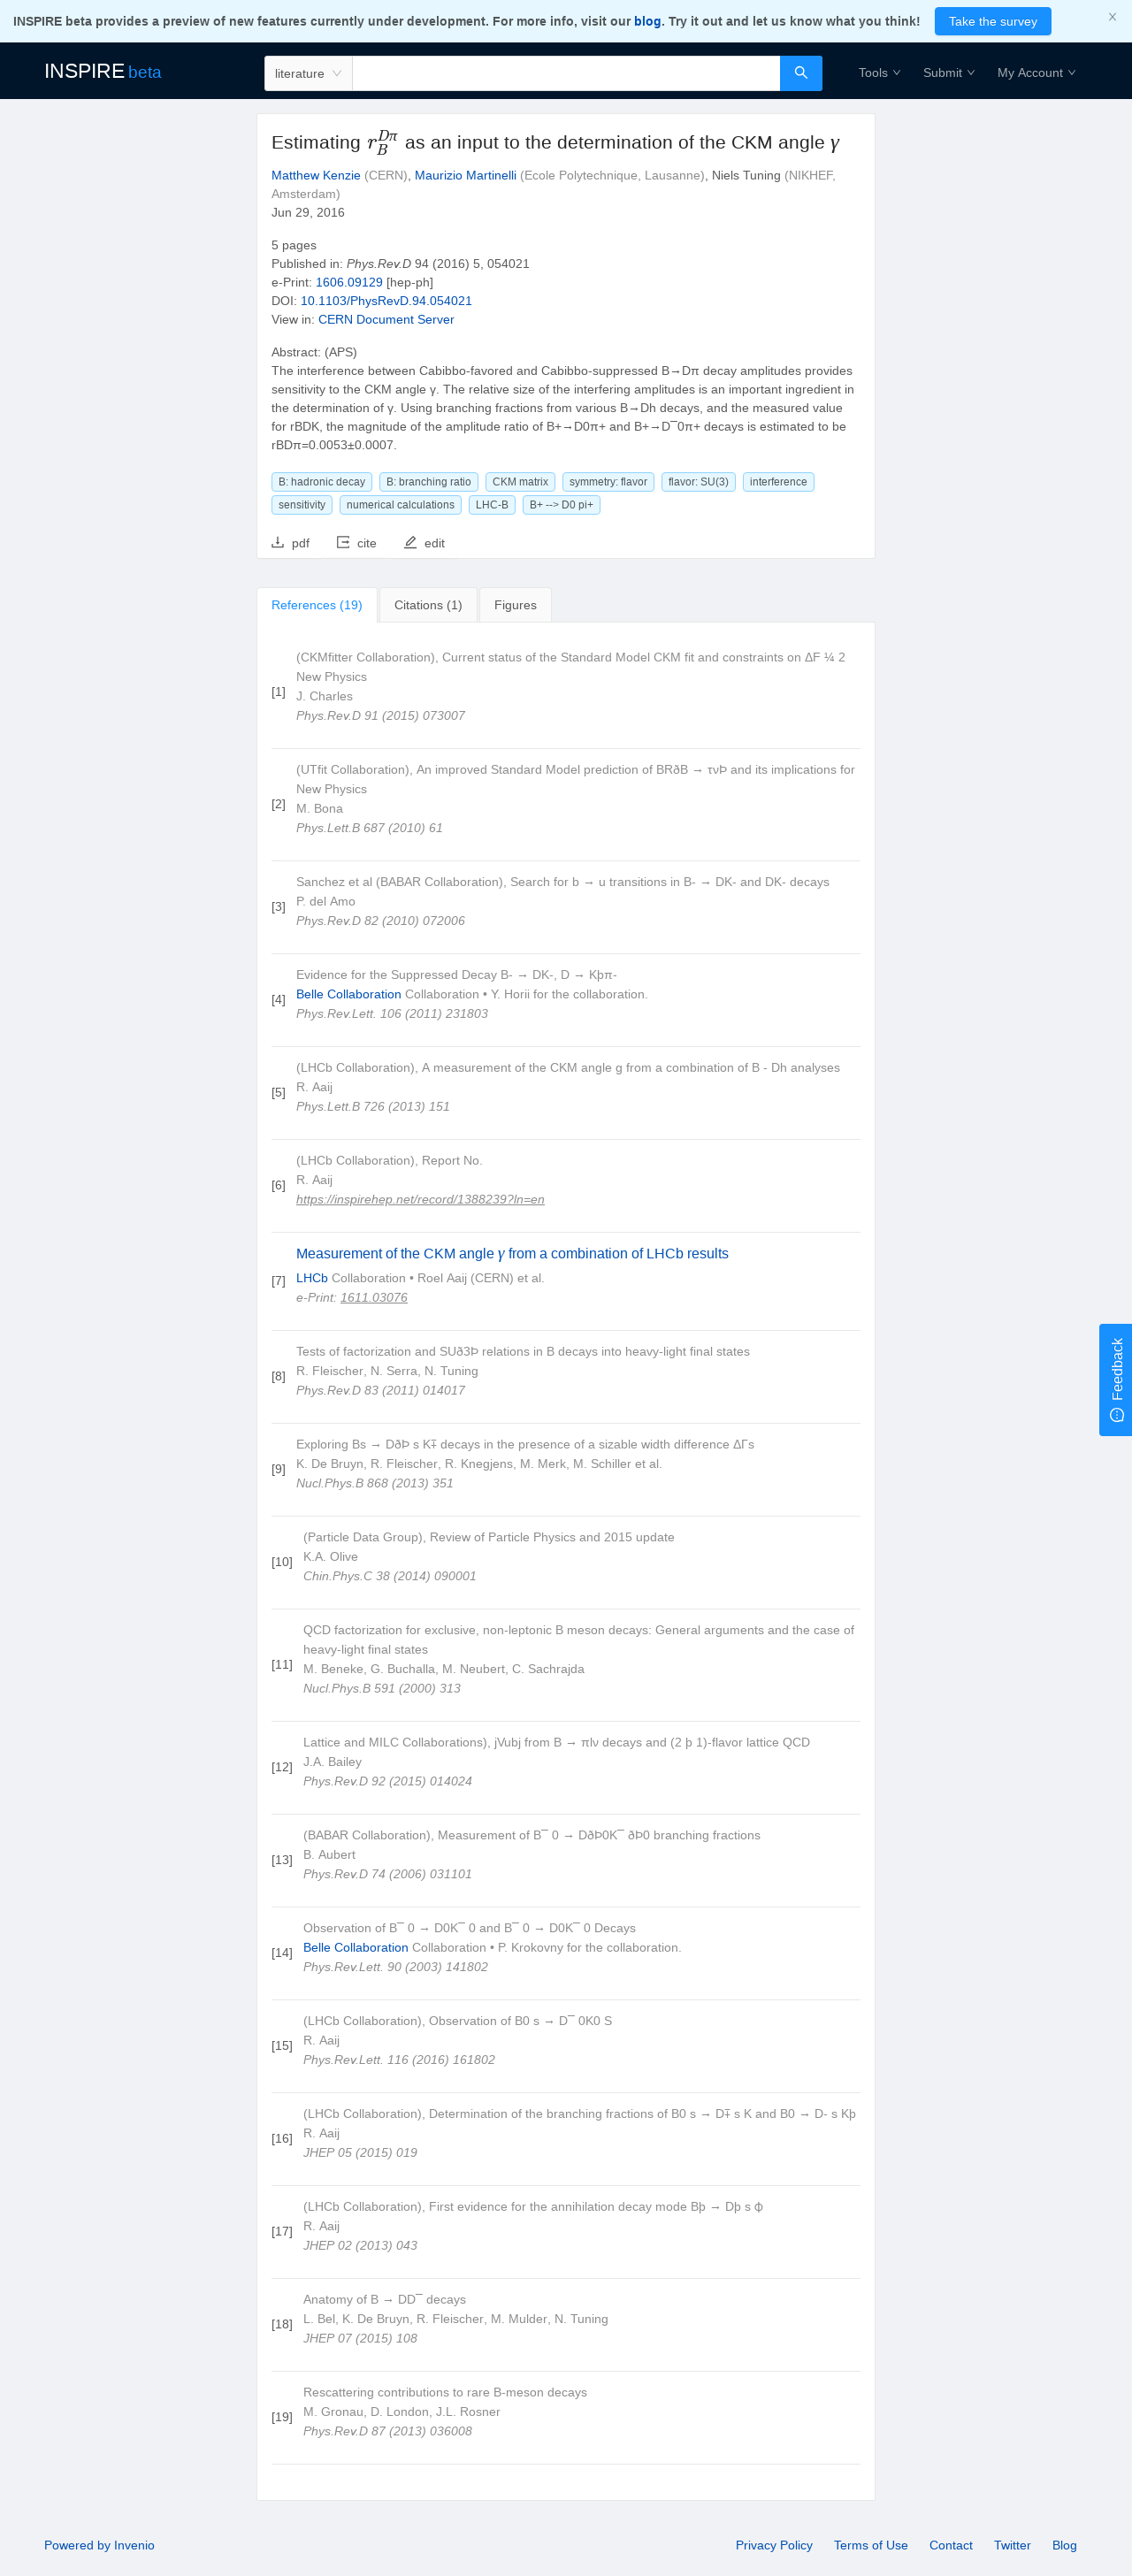 INSPIRE beta provides a preview of new features currently under development. For more info, visit our blog. Try it out and let us know what you think! Take the survey
INSPIRE beta literature Tools Submit My Account
Estimating r_B^{Dπ} as an input to the determination of the CKM angle γ
Matthew Kenzie (CERN), Maurizio Martinelli (Ecole Polytechnique, Lausanne), Niels Tuning (NIKHEF,
Amsterdam)
Jun 29, 2016
5 pages
Published in: Phys.Rev.D 94 (2016) 5, 054021
e-Print: 1606.09129 [hep-ph]
DOI: 10.1103/PhysRevD.94.054021
View in: CERN Document Server
Abstract: (APS)
The interference between Cabibbo-favored and Cabibbo-suppressed B→Dπ decay amplitudes provides
sensitivity to the CKM angle γ. The relative size of the interfering amplitudes is an important ingredient in
the determination of γ. Using branching fractions from various B→Dh decays, and the measured value
for rBDK, the magnitude of the amplitude ratio of B+→D0π+ and B+→D¯0π+ decays is estimated to be
rBDπ=0.0053±0.0007.
B: hadronic decay B: branching ratio CKM matrix symmetry: flavor flavor: SU(3) interference
sensitivity numerical calculations LHC-B B+ --> D0 pi+
pdf cite edit
References (19) Citations (1) Figures
(CKMfitter Collaboration), Current status of the Standard Model CKM fit and constraints on ΔF ¼ 2
New Physics
[1] J. Charles
Phys.Rev.D 91 (2015) 073007
(UTfit Collaboration), An improved Standard Model prediction of BRðB → τνÞ and its implications for
New Physics
[2] M. Bona
Phys.Lett.B 687 (2010) 61
Sanchez et al (BABAR Collaboration), Search for b → u transitions in B- → DK- and DK- decays
[3] P. del Amo
Phys.Rev.D 82 (2010) 072006
Evidence for the Suppressed Decay B- → DK-, D → Kþπ-
[4] Belle Collaboration Collaboration • Y. Horii for the collaboration.
Phys.Rev.Lett. 106 (2011) 231803
(LHCb Collaboration), A measurement of the CKM angle g from a combination of B - Dh analyses
[5] R. Aaij
Phys.Lett.B 726 (2013) 151
(LHCb Collaboration), Report No.
[6] R. Aaij
https://inspirehep.net/record/1388239?ln=en
Measurement of the CKM angle γ from a combination of LHCb results
[7] LHCb Collaboration • Roel Aaij (CERN) et al.
e-Print: 1611.03076
Tests of factorization and SUð3Þ relations in B decays into heavy-light final states
[8] R. Fleischer, N. Serra, N. Tuning
Phys.Rev.D 83 (2011) 014017
Exploring Bs → DðÞ s K∓ decays in the presence of a sizable width difference ΔΓs
[9] K. De Bruyn, R. Fleischer, R. Knegjens, M. Merk, M. Schiller et al.
Nucl.Phys.B 868 (2013) 351
(Particle Data Group), Review of Particle Physics and 2015 update
[10] K.A. Olive
Chin.Phys.C 38 (2014) 090001
QCD factorization for exclusive, non-leptonic B meson decays: General arguments and the case of
heavy-light final states
[11] M. Beneke, G. Buchalla, M. Neubert, C. Sachrajda
Nucl.Phys.B 591 (2000) 313
Lattice and MILC Collaborations), jVubj from B → πlν decays and (2 þ 1)-flavor lattice QCD
[12] J.A. Bailey
Phys.Rev.D 92 (2015) 014024
(BABAR Collaboration), Measurement of B¯ 0 → DðÞ0K¯ ðÞ0 branching fractions
[13] B. Aubert
Phys.Rev.D 74 (2006) 031101
Observation of B¯ 0 → D0K¯ 0 and B¯ 0 → D0K¯ 0 Decays
[14] Belle Collaboration Collaboration • P. Krokovny for the collaboration.
Phys.Rev.Lett. 90 (2003) 141802
(LHCb Collaboration), Observation of B0 s → D¯ 0K0 S
[15] R. Aaij
Phys.Rev.Lett. 116 (2016) 161802
(LHCb Collaboration), Determination of the branching fractions of B0 s → D∓ s K and B0 → D- s Kþ
[16] R. Aaij
JHEP 05 (2015) 019
(LHCb Collaboration), First evidence for the annihilation decay mode Bþ → Dþ s ϕ
[17] R. Aaij
JHEP 02 (2013) 043
Anatomy of B → DD¯ decays
[18] L. Bel, K. De Bruyn, R. Fleischer, M. Mulder, N. Tuning
JHEP 07 (2015) 108
Rescattering contributions to rare B-meson decays
[19] M. Gronau, D. London, J.L. Rosner
Phys.Rev.D 87 (2013) 036008
Feedback
Powered by Invenio Privacy Policy Terms of Use Contact Twitter Blog